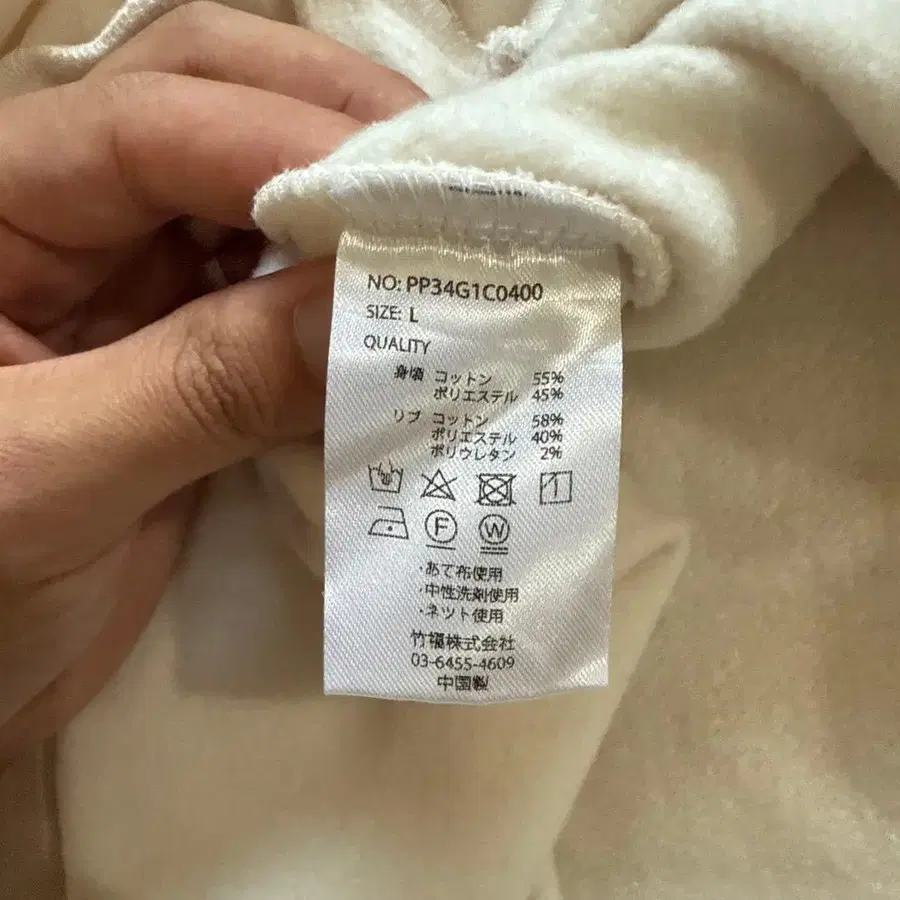 NO: PP34G1C0400
SIZE: L
QUALITY
身頃 コットン 55%
ポリエステル 45%
リブ コットン 58%
ポリエステル 40%
ポリウレタン 2%
F W
・あて布使用
・中性洗剤使用
・ネット使用
竹福株式会社
03-6455-4609
中国製